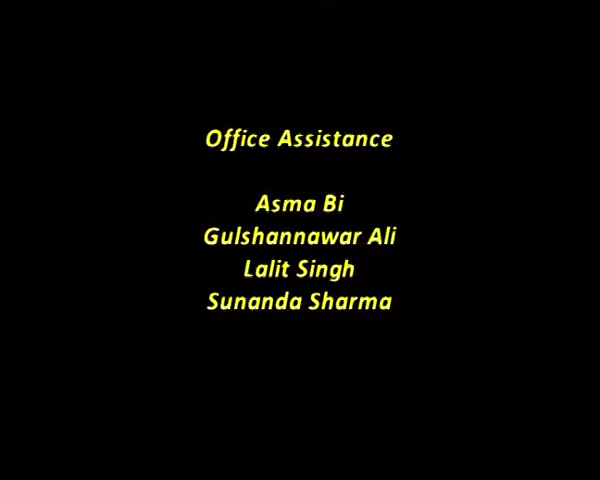 Office Assistance
Asma Bi
Gulshannawar Ali
Lalit Singh
Sunanda Sharma